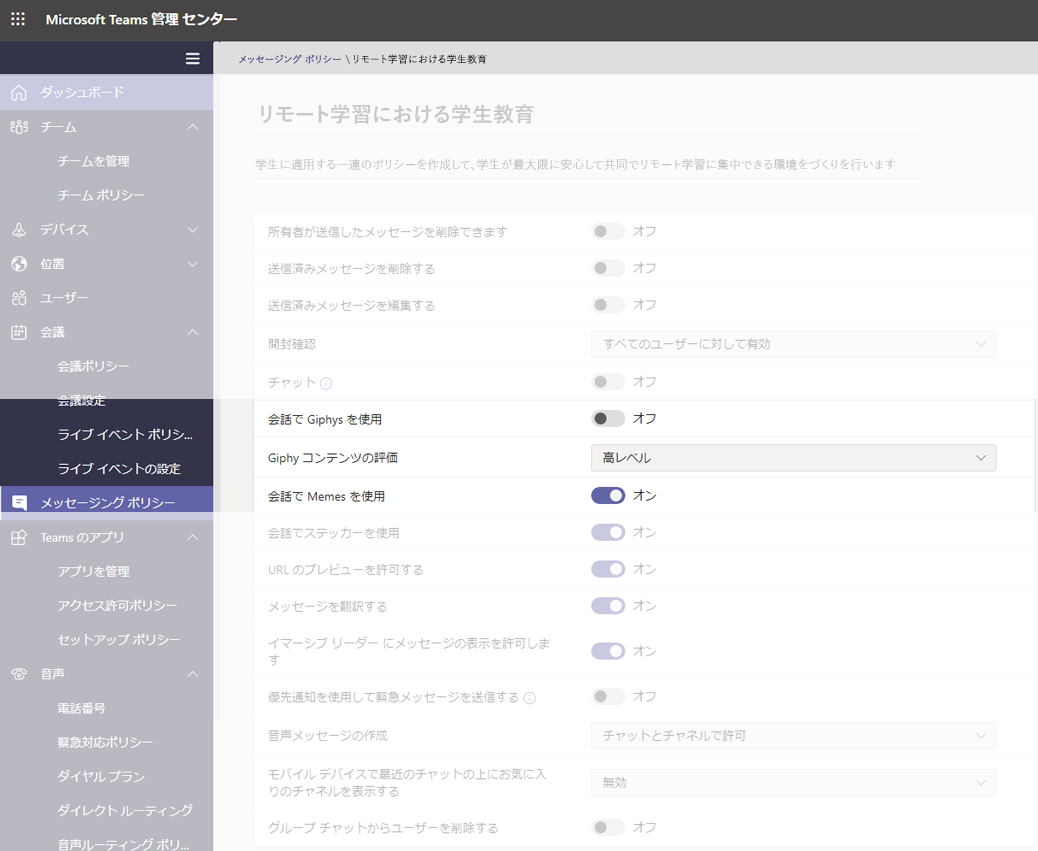 Microsoft Teams 管理 センター
メッセージング ポリシー \ リモート学習における学生教育
ダッシュボード
チーム
チームを管理
チーム ポリシー
デバイス
位置
ユーザー
会議
会議ポリシー
会議設定
ライブ イベント ポリシ...
ライブ イベントの設定
メッセージング ポリシー
Teams のアプリ
アプリを管理
アクセス許可ポリシー
セットアップ ポリシー
音声
電話番号
緊急対応ポリシー
ダイヤル プラン
ダイレクト ルーティング
音声ルーティング ポリ...
リモート学習における学生教育
学生に適用する一連のポリシーを作成して、学生が最大限に安心して共同でリモート学習に集中できる環境をづくりを行います
所有者が送信したメッセージを削除できます オフ
送信済みメッセージを削除する オフ
送信済みメッセージを編集する オフ
開封確認 すべてのユーザーに対して有効
チャット オフ
会話で Giphys を使用 オフ
Giphy コンテンツの評価 高レベル
会話で Memes を使用 オン
会話でステッカーを使用 オン
URL のプレビューを許可する オン
メッセージを翻訳する オン
イマーシブ リーダー にメッセージの表示を許可しま
す オン
優先通知を使用して緊急メッセージを送信する オフ
音声メッセージの作成 チャットとチャネルで許可
モバイル デバイスで最近のチャットの上にお気に入
りのチャネルを表示する 無効
グループ チャットからユーザーを削除する オフ